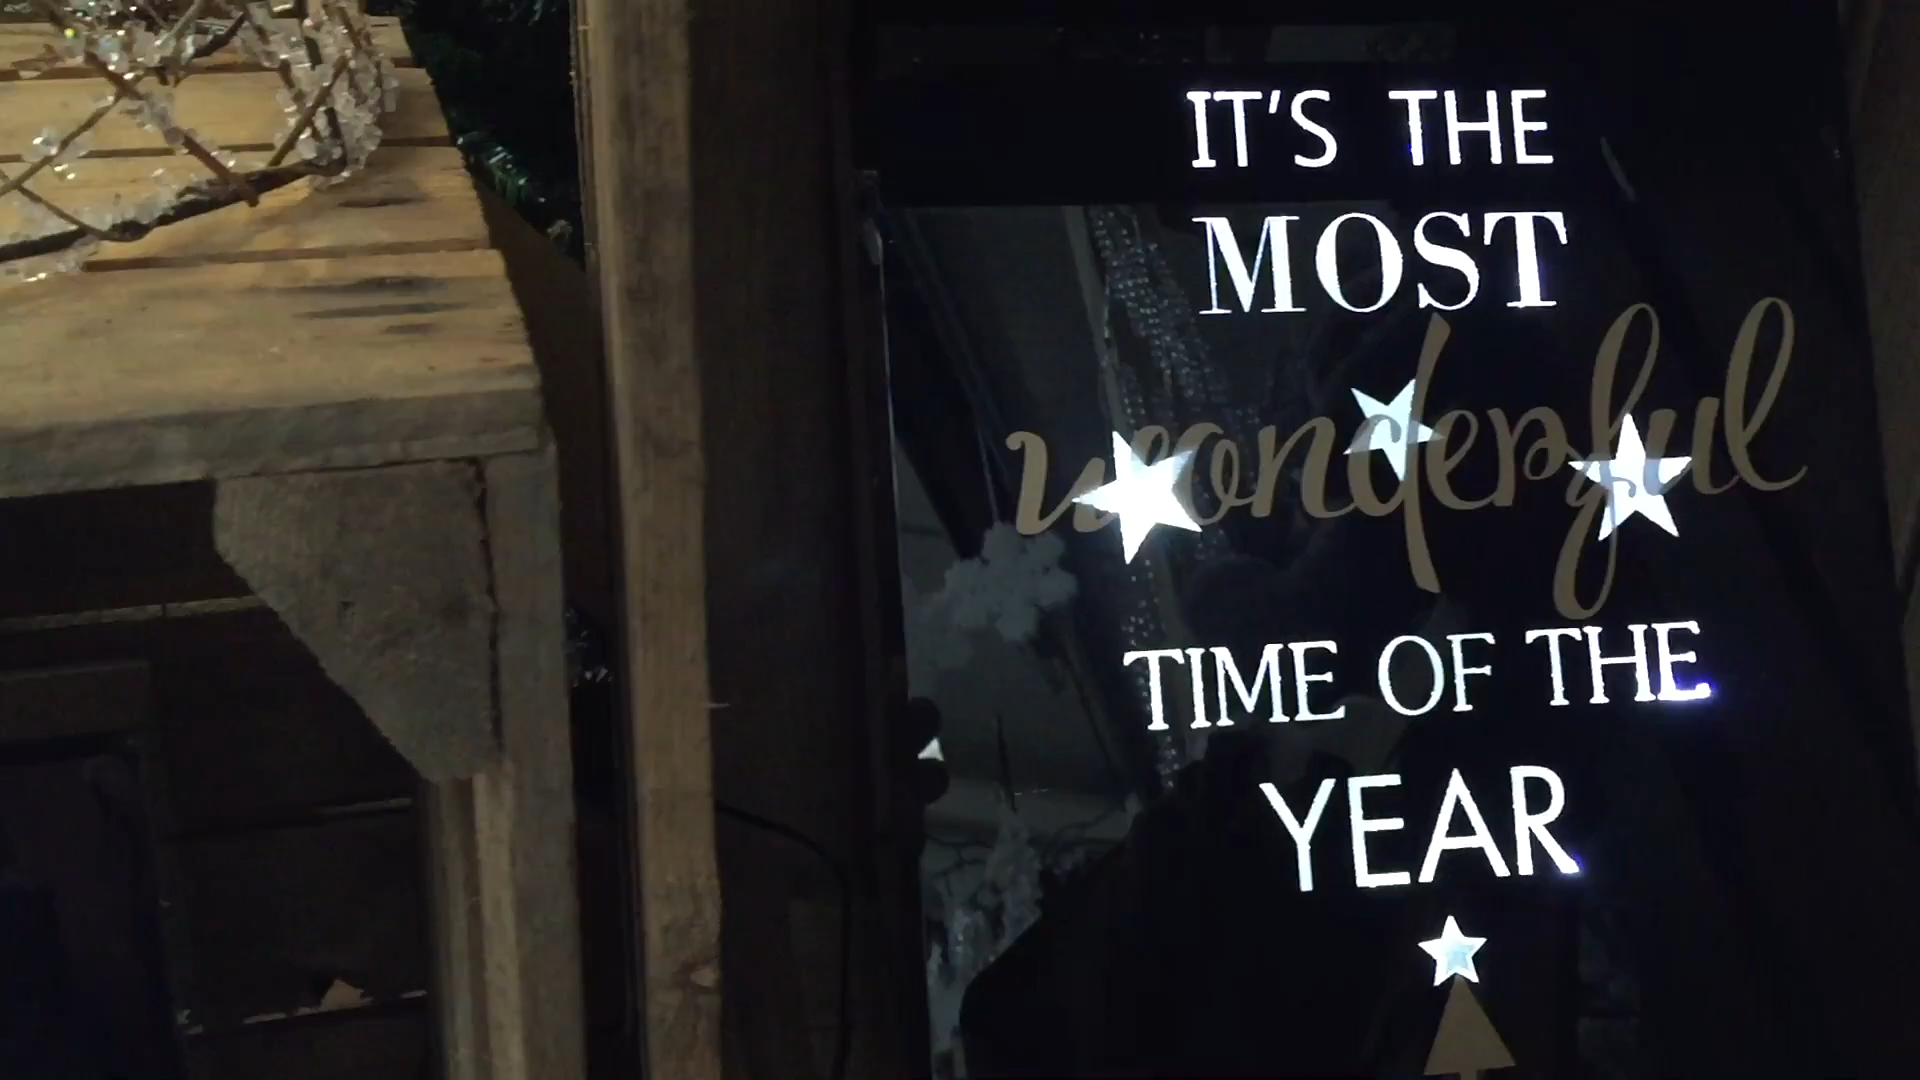 IT'S THE
MOST
wonderful
TIME OF THE
YEAR